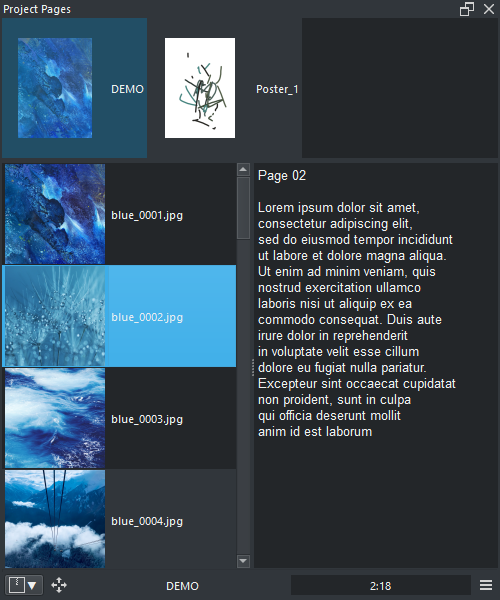 Project Pages
DEMO
Poster_1
blue_0001.jpg
blue_0002.jpg
blue_0003.jpg
blue_0004.jpg
Page 02
Lorem ipsum dolor sit amet,
consectetur adipiscing elit,
sed do eiusmod tempor incididunt
ut labore et dolore magna aliqua.
Ut enim ad minim veniam, quis
nostrud exercitation ullamco
laboris nisi ut aliquip ex ea
commodo consequat. Duis aute
irure dolor in reprehenderit
in voluptate velit esse cillum
dolore eu fugiat nulla pariatur.
Excepteur sint occaecat cupidatat
non proident, sunt in culpa
qui officia deserunt mollit
anim id est laborum
DEMO
2:18